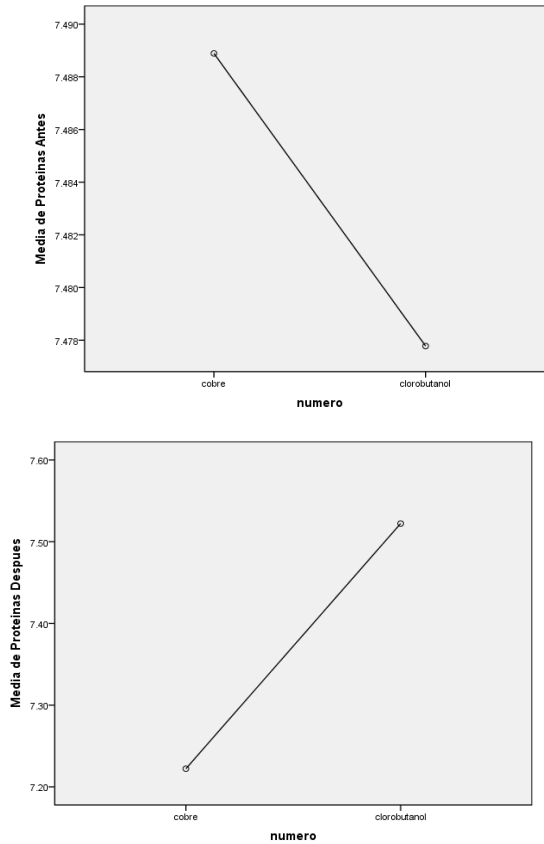 7.490
7.488
7.486
7.484
7.482
7.480
7.478
Media de Proteinas Antes
cobre
clorobutanol
numero
7.60
7.50
7.40
7.30
7.20
Media de Proteinas Despues
cobre
clorobutanol
numero